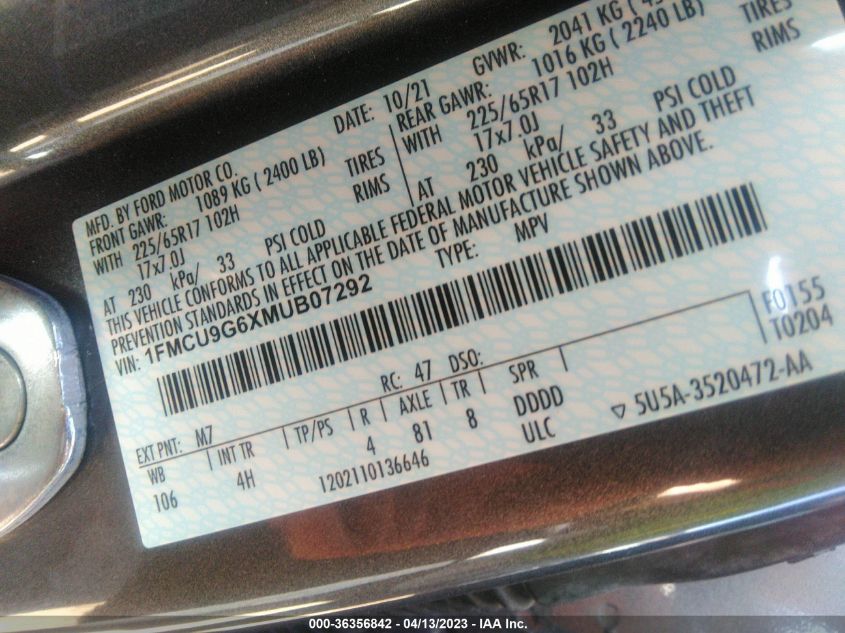 MFD. BY FORD MOTOR CO. DATE: 10/21 GVWR: 2041 KG (
FRONT GAWR: 1089 KG ( 2400 LB) REAR GAWR: 1016 KG ( 2240 LB)
WITH 225/65R17 102H TIRES WITH 225/65R17 102H TIRES
17x7.0J RIMS 17x7.0J RIMS
AT 230 kPa/ 33 PSI COLD AT 230 kPa/ 33 PSI COLD
THIS VEHICLE CONFORMS TO ALL APPLICABLE FEDERAL MOTOR VEHICLE SAFETY AND THEFT
PREVENTION STANDARDS IN EFFECT ON THE DATE OF MANUFACTURE SHOWN ABOVE.
VIN: 1FMCU9G6XMUB07292 TYPE: MPV
F0155
T0204
EXT PNT: M7 RC: 47 DSO:
WB INT TR TP/PS R AXLE TR SPR
106 4H 4 81 8 DDDD
1202110136646 ULC
▽ 5U5A-3520472-AA
000-36356842 - 04/13/2023 - IAA Inc.